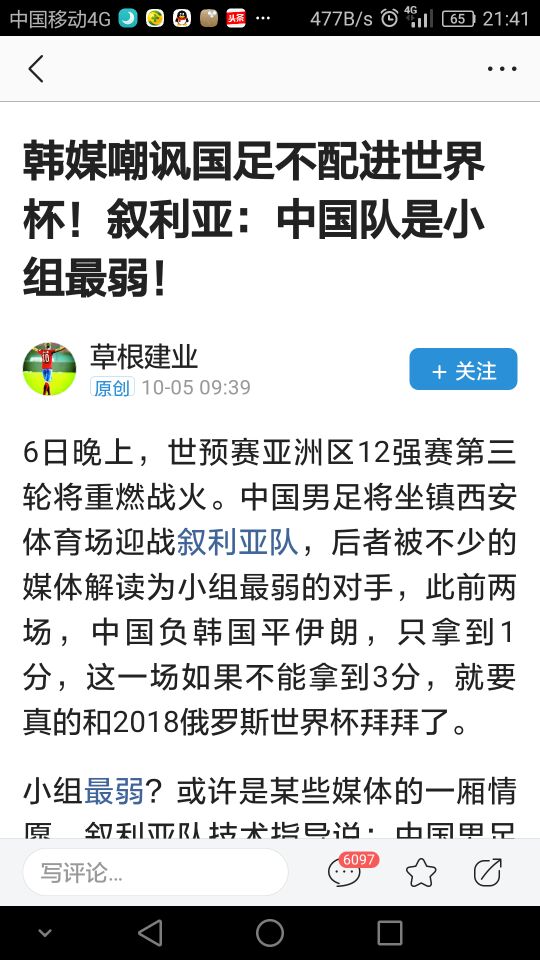 中国移动4G 头条 ... 477B/s 4G 65 21:41
韩媒嘲讽国足不配进世界
杯！叙利亚：中国队是小
组最弱！
草根建业
原创 10-05 09:39
+ 关注
6日晚上，世预赛亚洲区12强赛第三
轮将重燃战火。中国男足将坐镇西安
体育场迎战叙利亚队，后者被不少的
媒体解读为小组最弱的对手，此前两
场，中国负韩国平伊朗，只拿到1
分，这一场如果不能拿到3分，就要
真的和2018俄罗斯世界杯拜拜了。
小组最弱？或许是某些媒体的一厢情
愿，叙利亚队技术指导说：中国男足
写评论...
6097